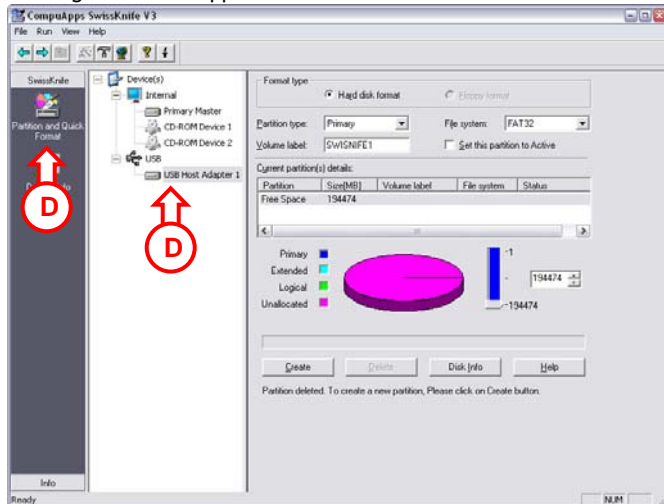 CompuApps SwissKnife V3
File Run View Help
SwissKnife
Partition and Quick Format
D
Info
Device(s)
Internal
Primary Master
CD-ROM Device 1
CD-ROM Device 2
USB
USB Host Adapter 1
D
Format type
Hard disk format
Floppy format
Partition type: Primary
File system: FAT32
Volume label: SWISNIFE1
Set this partition to Active
Current partition(s) details:
Partition Size[MB] Volume label File system Status
Free Space 194474
Primary
Extended
Logical
Unallocated
-1
194474
-194474
Create Delete Disk Info Help
Partition deleted. To create a new partition, Please click on Create button.
Ready NUM